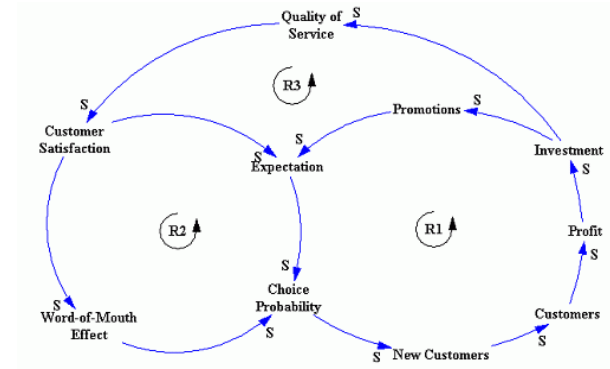 Quality of
Service
S
R3
S
Promotions
S
Customer
Satisfaction
S
S
Expectation
Investment
S
R2
R1
Profit
S
S
Choice
Probability
S
Word-of-Mouth
Effect
S
Customers
S
New Customers
S